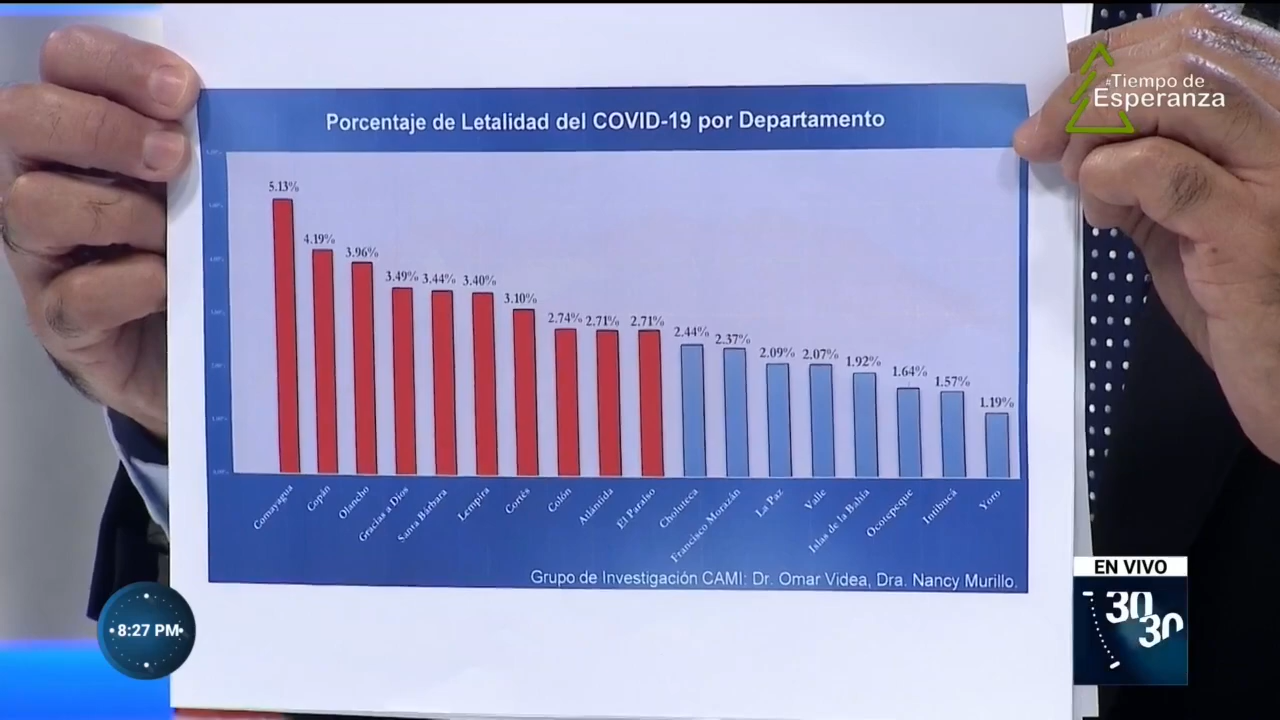 #Tiempo de
Esperanza
Porcentaje de Letalidad del COVID-19 por Departamento
5.13%
4.19%
3.96%
3.49%
3.44%
3.40%
3.10%
2.74%
2.71%
2.71%
2.44%
2.37%
2.09%
2.07%
1.92%
1.64%
1.57%
1.19%
Comayagua
Copán
Olancho
Gracias a Dios
Santa Bárbara
Lempira
Cortés
Colón
Atlántida
El Paraíso
Choluteca
Francisco Morazán
La Paz
Valle
Islas de la Bahía
Ocotepeque
Intibucá
Yoro
Grupo de Investigación CAMI: Dr. Omar Videa, Dra. Nancy Murillo.
EN VIVO
30
30
8:27 PM